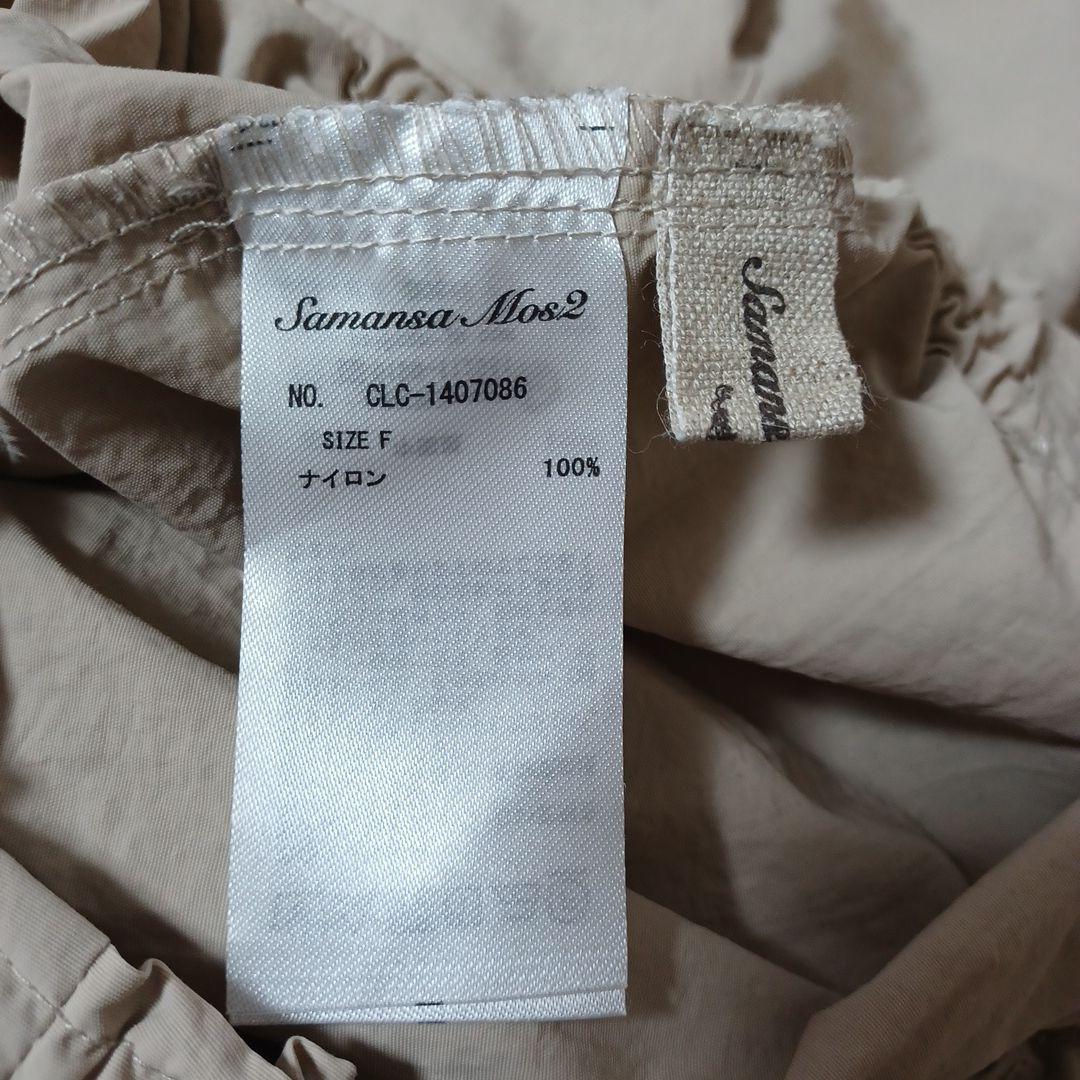 Samansa Mos2
NO. CLC-1407086
SIZE F
ナイロン 100%